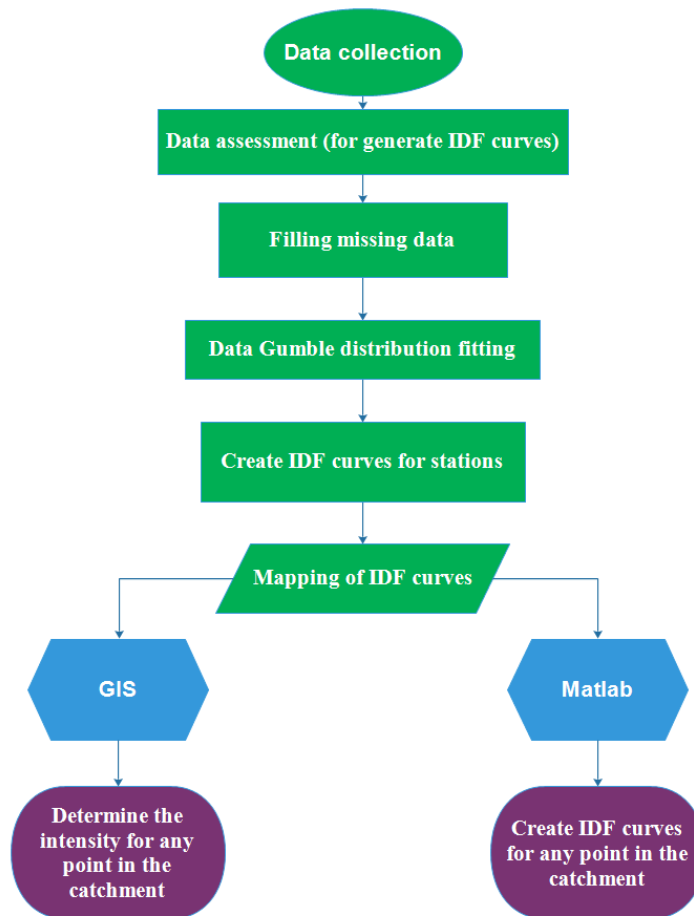 Data collection
Data assessment (for generate IDF curves)
Filling missing data
Data Gumble distribution fitting
Create IDF curves for stations
Mapping of IDF curves
GIS
Matlab
Determine the
intensity for any
point in the
catchment
Create IDF curves
for any point in the
catchment